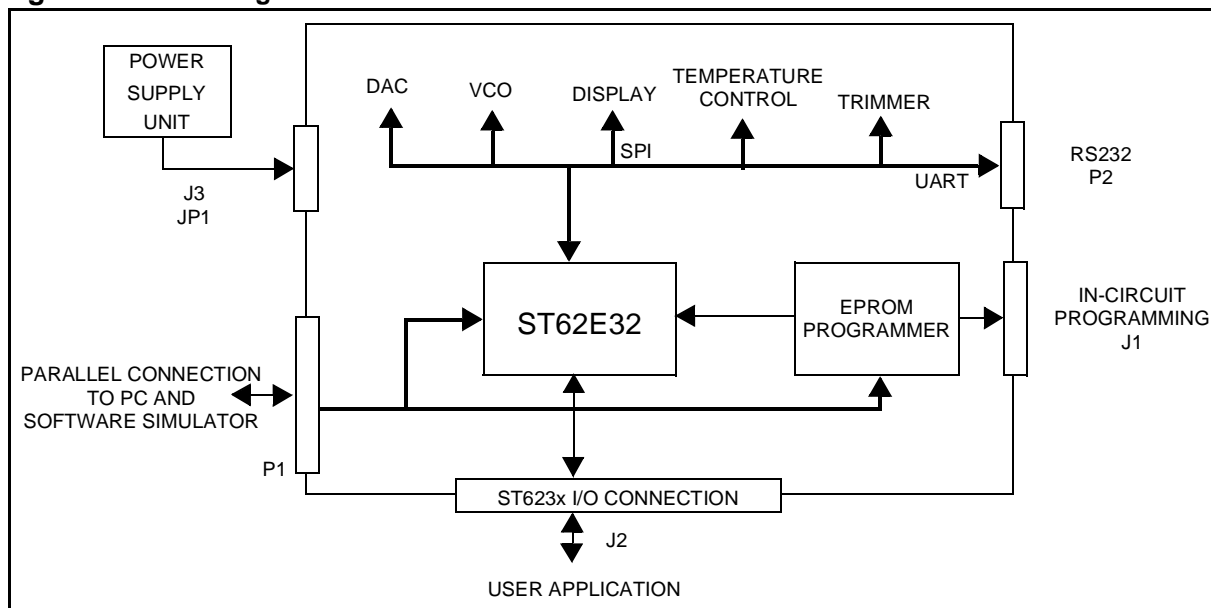 POWER
SUPPLY
UNIT
DAC
VCO
DISPLAY
TEMPERATURE
CONTROL
TRIMMER
SPI
UART
J3
JP1
RS232
P2
ST62E32
EPROM
PROGRAMMER
IN-CIRCUIT
PROGRAMMING
J1
PARALLEL CONNECTION
TO PC AND
SOFTWARE SIMULATOR
P1
ST623x I/O CONNECTION
J2
USER APPLICATION